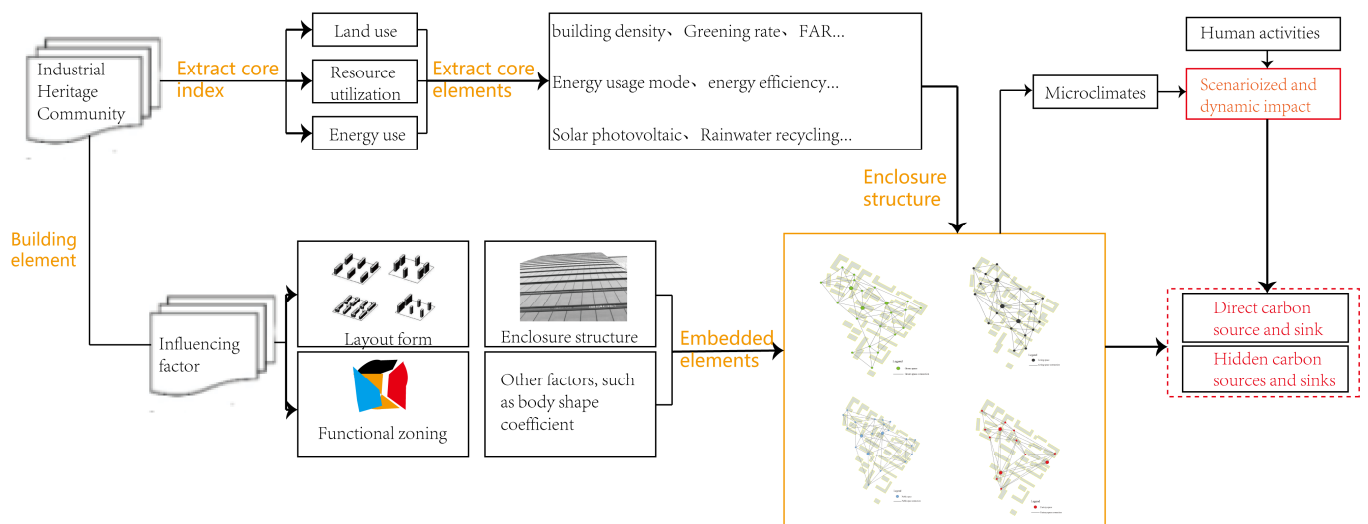 Industrial
Heritage
Community
Extract core
index
Land use
Resource
utilization
Energy use
Extract core
elements
building density、Greening rate、FAR...
Energy usage mode、energy efficiency...
Solar photovoltaic、Rainwater recycling...
Human activities
Microclimates
Scenarioized and
dynamic impact
Enclosure
structure
Building
element
Influencing
factor
Layout form
Enclosure structure
Functional zoning
Other factors, such
as body shape
coefficient
Embedded
elements
Legend
Legend
Legend
Legend
Direct carbon
source and sink
Hidden carbon
sources and sinks